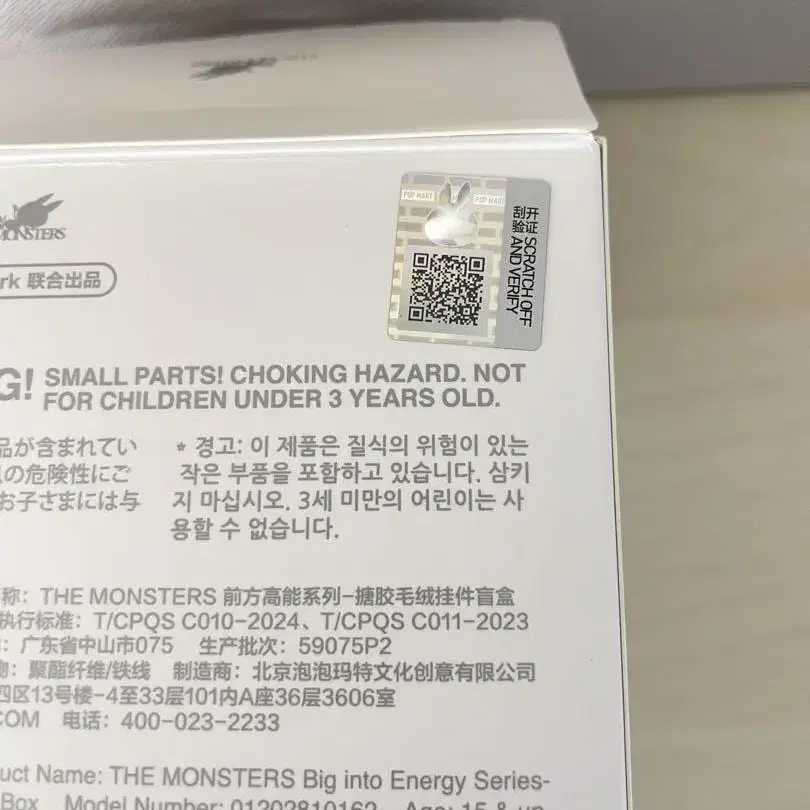 MONSTERS
POP MART
POP MART
开 证 SCRATCH OFF
刮 验 AND VERIFY
rk 联合出品
G! SMALL PARTS! CHOKING HAZARD. NOT
FOR CHILDREN UNDER 3 YEARS OLD.
品が含まれてい
の危険性にご
お子さまには与
* 경고: 이 제품은 질식의 위험이 있는
작은 부품을 포함하고 있습니다. 삼키
지 마십시오. 3세 미만의 어린이는 사
용할 수 없습니다.
称: THE MONSTERS 前方高能系列-搪胶毛绒挂件盲盒
执行标准: T/CPQS C010-2024、T/CPQS C011-2023
: 广东省中山市075 生产批次: 59075P2
: 聚酯纤维/铁线 制造商: 北京泡泡玛特文化创意有限公司
四区13号楼-4至33层101内A座36层3606室
COM 电话: 400-023-2233
uct Name: THE MONSTERS Big into Energy Series-
Box Model Number: 01202810162 Age: 15 & up